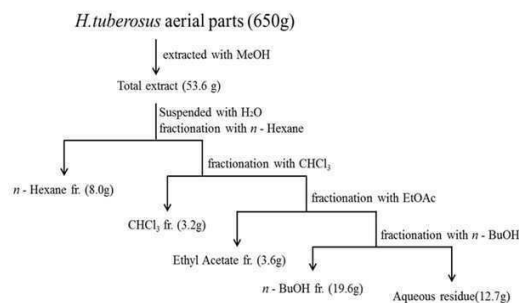 H.tuberosus aerial parts (650g)
extracted with MeOH
Total extract (53.6 g)
Suspended with H₂O
fractionation with n - Hexane
fractionation with CHCl₃
n - Hexane fr. (8.0g)
fractionation with EtOAc
CHCl₃ fr. (3.2g)
fractionation with n - BuOH
Ethyl Acetate fr. (3.6g)
n - BuOH fr. (19.6g)
Aqueous residue(12.7g)